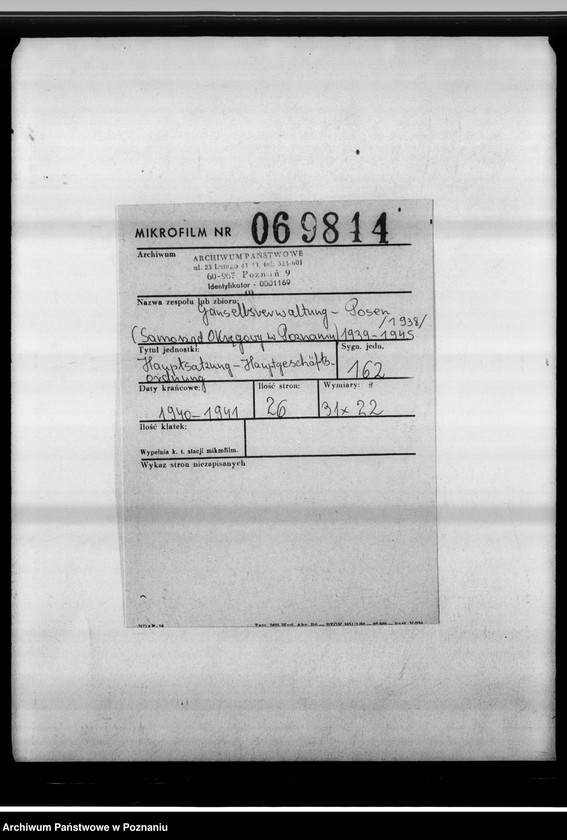 MIKROFILM NR 069814
Archiwum
ARCHIWUM PAŃSTWOWE
ul. 23 Lutego 41/43, tel. 524-601
60-967 Poznań 9
Identyfikator - 0001169
Nazwa zespołu lub zbioru:
Gauselbsverwaltung - Posen
/1938/
(Samorząd Okręgowy w Poznaniu) 1939-1945
Tytuł jednostki:
Sygn. jedn.
Hauptsatzung - Hauptgeschäfts-
ordnung
162
Daty krańcowe:
Ilość stron:
Wymiary:
1940-1941
26
31x22
Ilość klatek:
Wypełnia k. t. stacji mikrofilm.
Wykaz stron niezapisanych
Archiwum Państwowe w Poznaniu